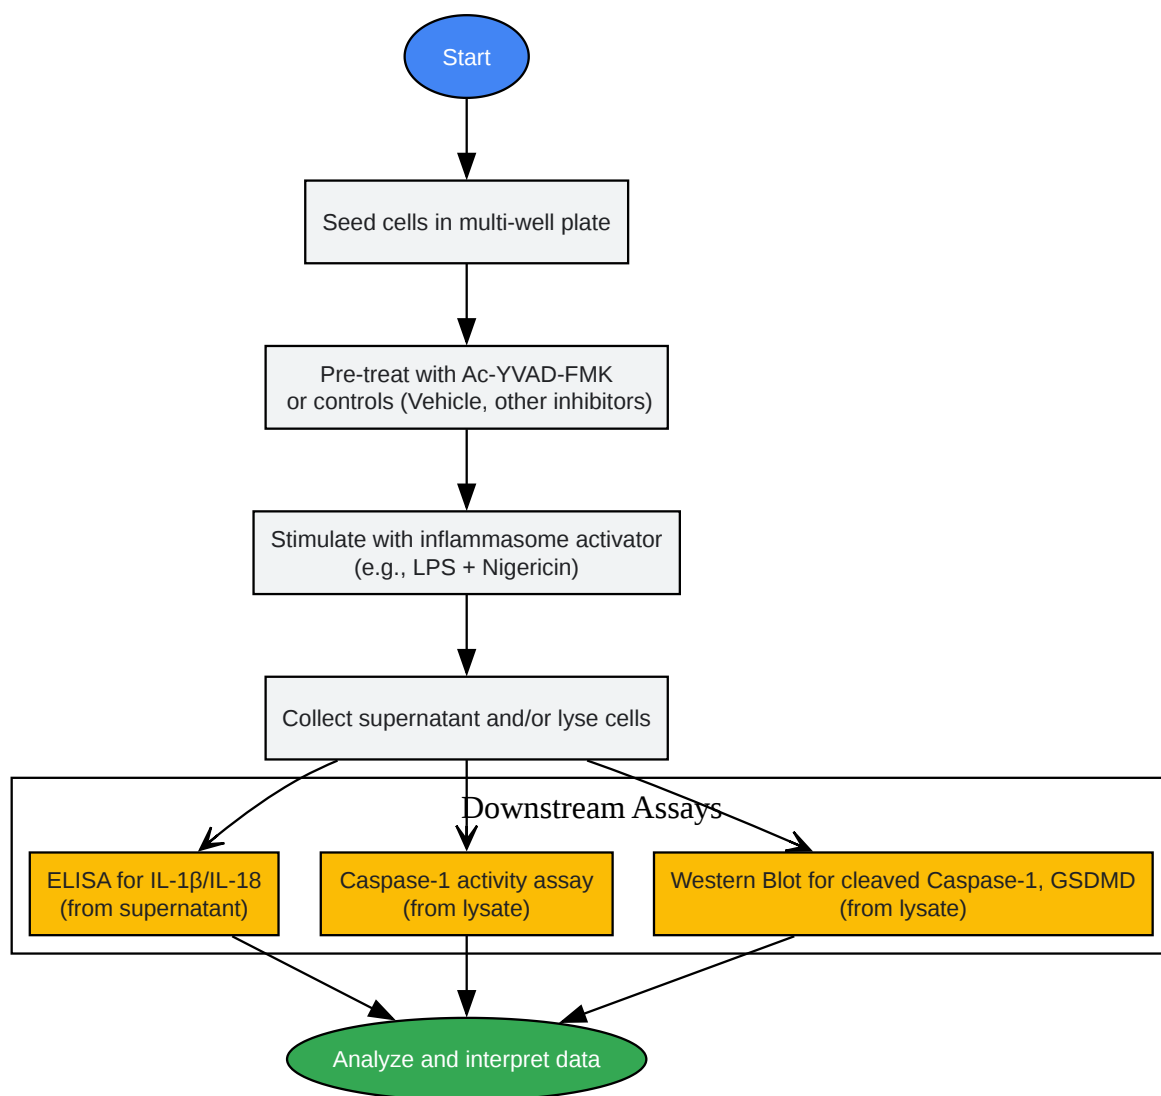 Start
Seed cells in multi-well plate
Pre-treat with Ac-YVAD-FMK
or controls (Vehicle, other inhibitors)
Stimulate with inflammasome activator
(e.g., LPS + Nigericin)
Collect supernatant and/or lyse cells
Downstream Assays
ELISA for IL-1β/IL-18
(from supernatant)
Caspase-1 activity assay
(from lysate)
Western Blot for cleaved Caspase-1, GSDMD
(from lysate)
Analyze and interpret data